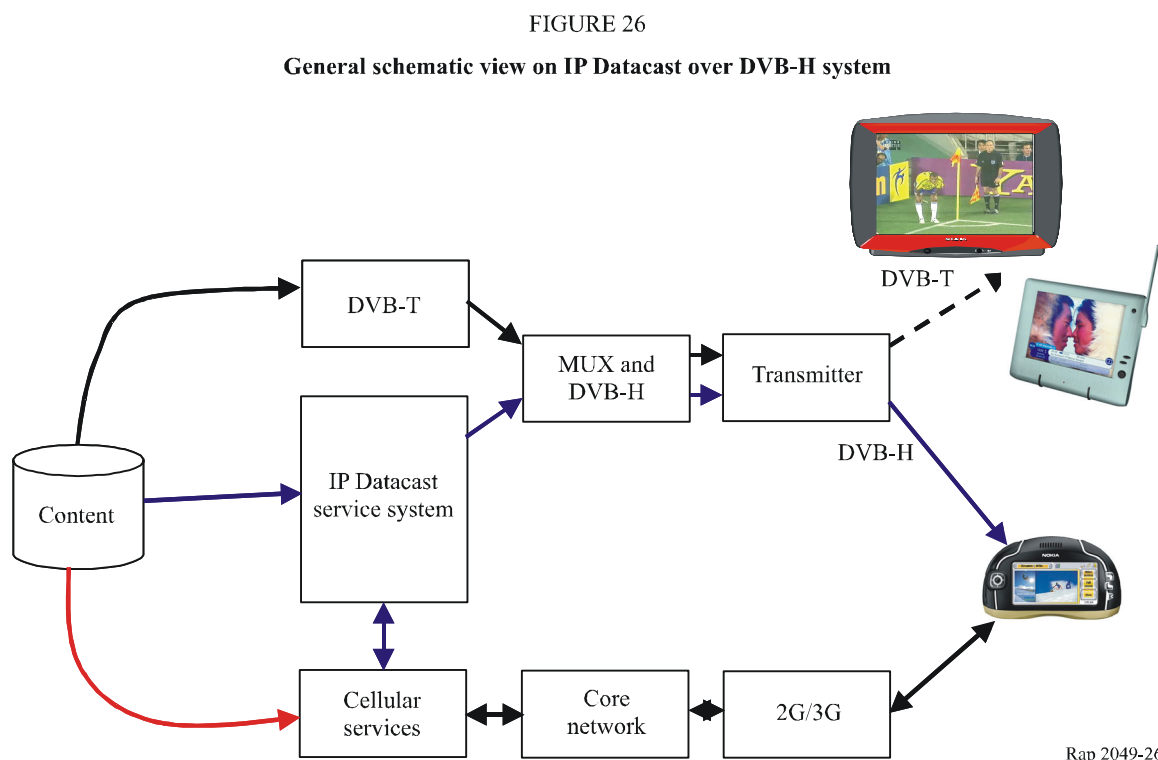 FIGURE 26
General schematic view on IP Datacast over DVB-H system
DVB-T
DVB-T
MUX and
DVB-H
Transmitter
IP Datacast
service system
DVB-H
Content
NOKIA
Cellular
services
Core
network
2G/3G
Rap 2049-26